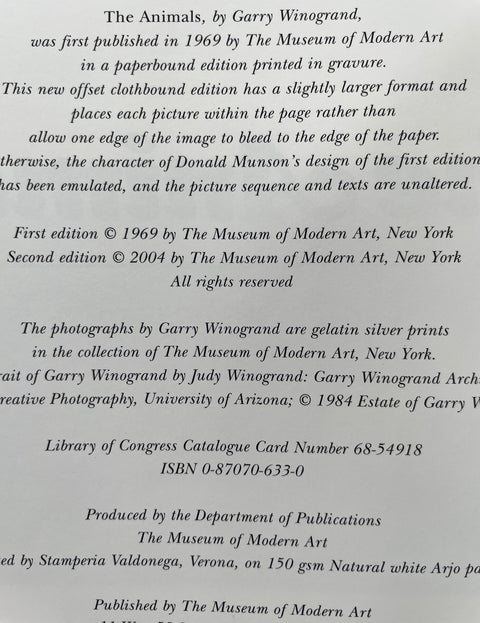 The Animals, by Garry Winogrand,
was first published in 1969 by The Museum of Modern Art
in a paperbound edition printed in gravure.
This new offset clothbound edition has a slightly larger format and
places each picture within the page rather than
allow one edge of the image to bleed to the edge of the paper.
therwise, the character of Donald Munson's design of the first edition
has been emulated, and the picture sequence and texts are unaltered.
First edition © 1969 by The Museum of Modern Art, New York
Second edition © 2004 by The Museum of Modern Art, New York
All rights reserved
The photographs by Garry Winogrand are gelatin silver prints
in the collection of The Museum of Modern Art, New York.
rait of Garry Winogrand by Judy Winogrand: Garry Winogrand Arch
reative Photography, University of Arizona; © 1984 Estate of Garry W
Library of Congress Catalogue Card Number 68-54918
ISBN 0-87070-633-0
Produced by the Department of Publications
The Museum of Modern Art
ed by Stamperia Valdonega, Verona, on 150 gsm Natural white Arjo pa
Published by The Museum of Modern Art